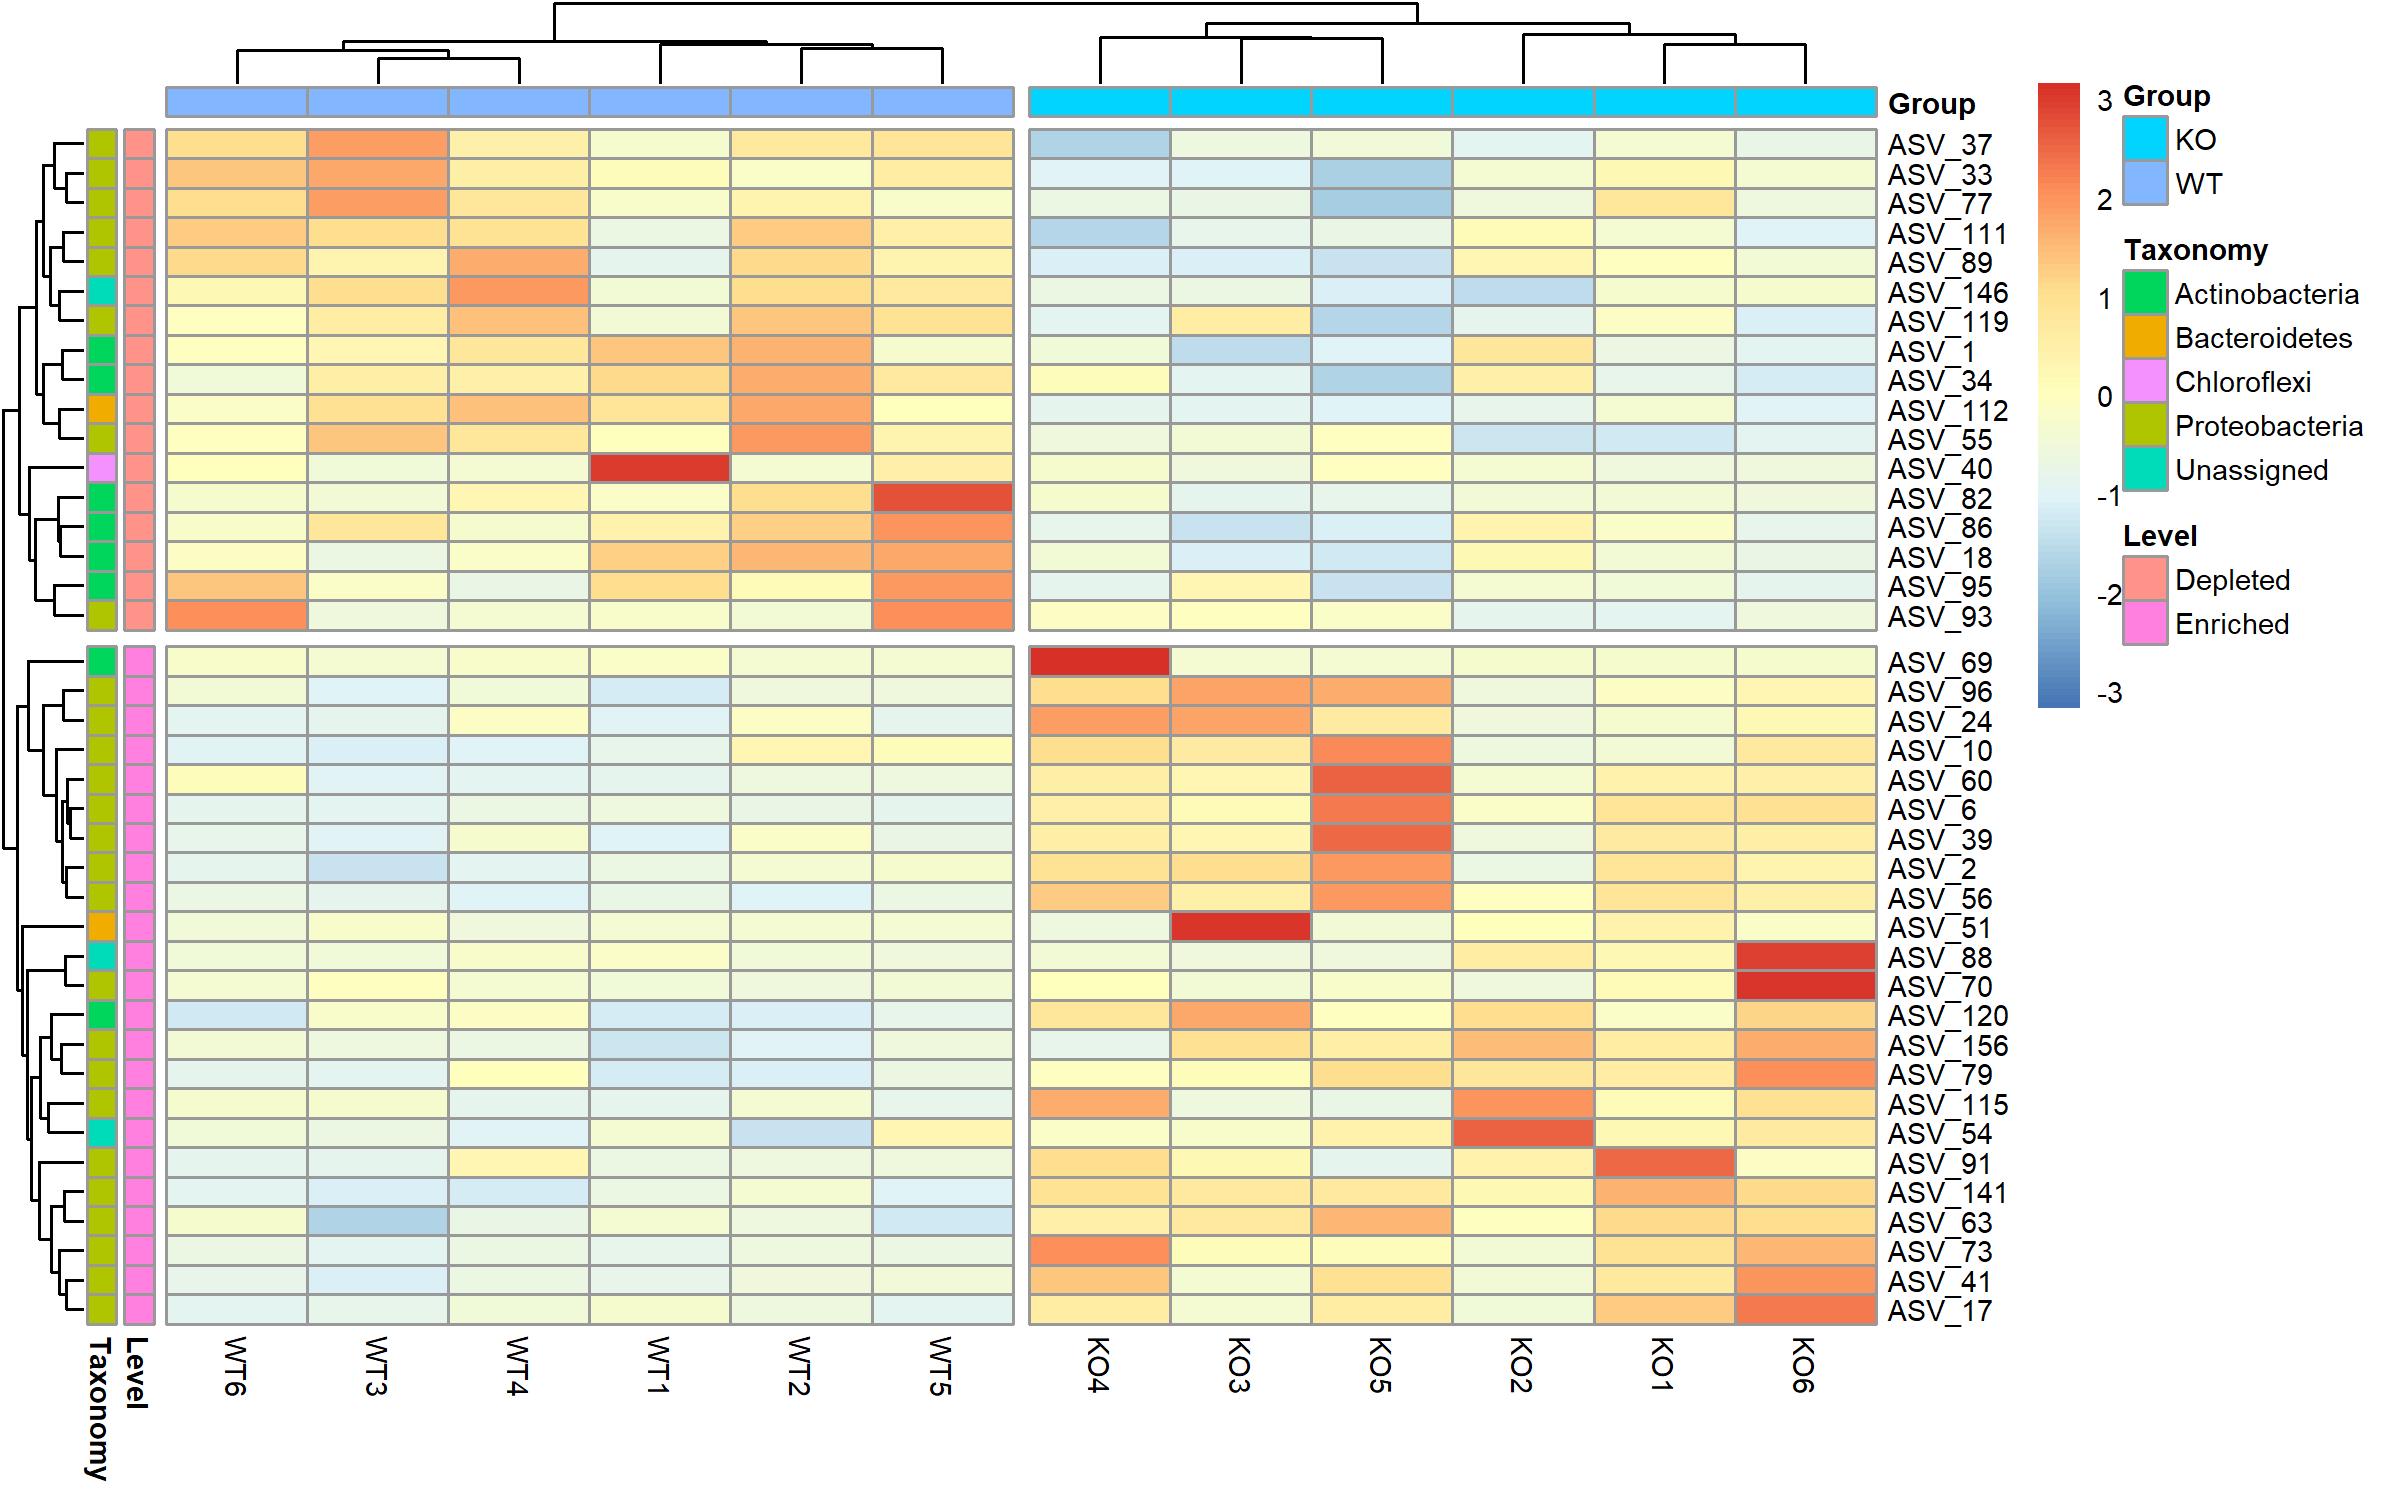 Group
ASV_37
ASV_33
ASV_77
ASV_111
ASV_89
ASV_146
ASV_119
ASV_1
ASV_34
ASV_112
ASV_55
ASV_40
ASV_82
ASV_86
ASV_18
ASV_95
ASV_93
ASV_69
ASV_96
ASV_24
ASV_10
ASV_60
ASV_6
ASV_39
ASV_2
ASV_56
ASV_51
ASV_88
ASV_70
ASV_120
ASV_156
ASV_79
ASV_115
ASV_54
ASV_91
ASV_141
ASV_63
ASV_73
ASV_41
ASV_17
Taxonomy
Level
WT6
WT3
WT4
WT1
WT2
WT5
KO4
KO3
KO5
KO2
KO1
KO6
3
2
1
0
-1
-2
-3
Group
KO
WT
Taxonomy
Actinobacteria
Bacteroidetes
Chloroflexi
Proteobacteria
Unassigned
Level
Depleted
Enriched